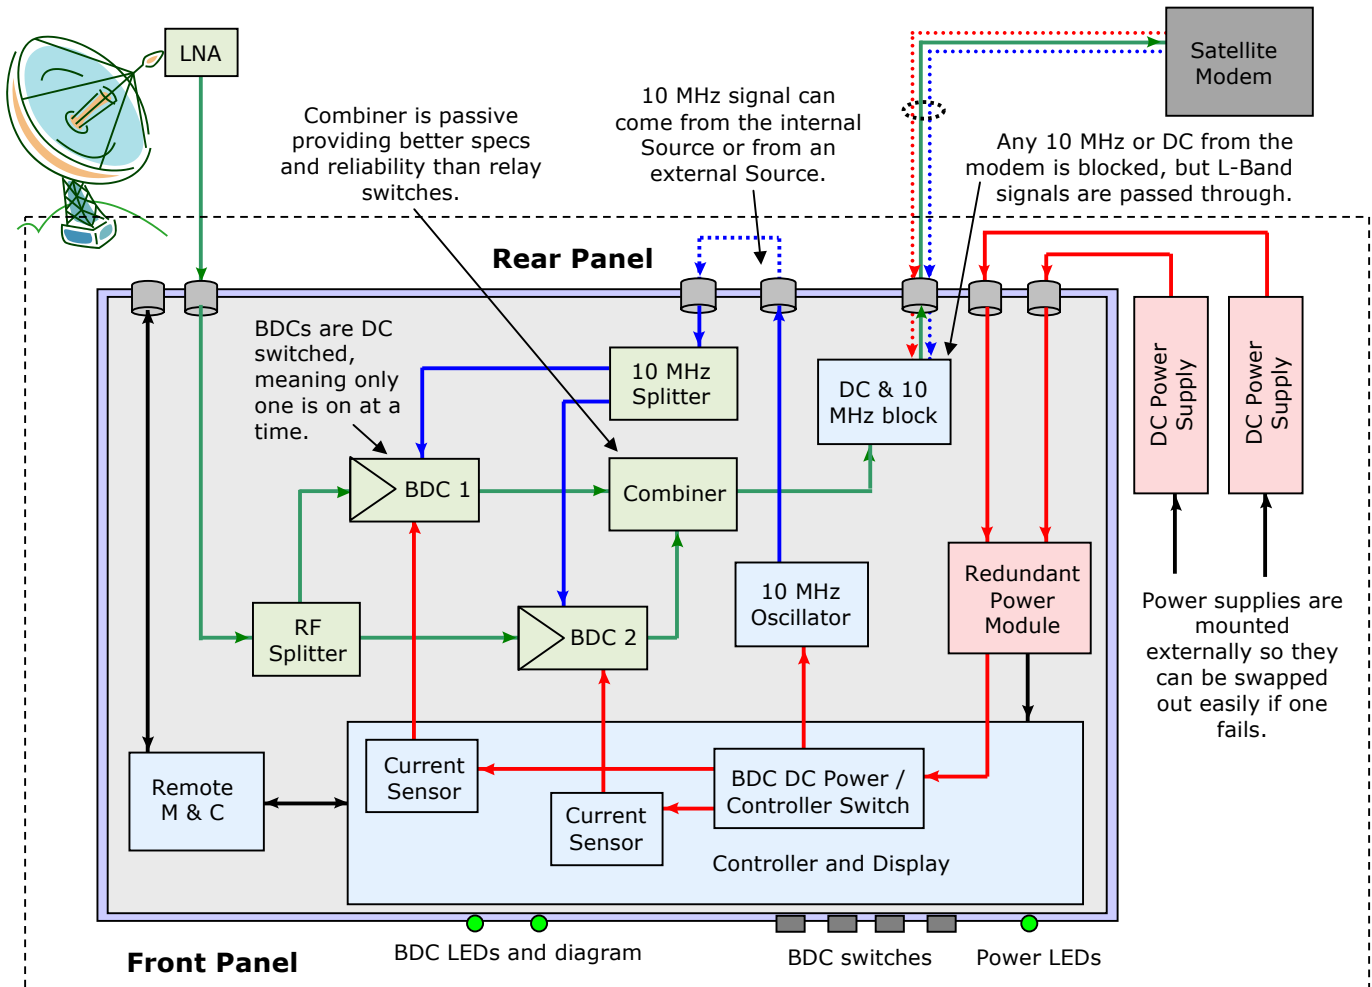 LNA
Satellite
Modem
Combiner is passive
providing better specs
and reliability than relay
switches.
10 MHz signal can
come from the internal
Source or from an
external Source.
Any 10 MHz or DC from the
modem is blocked, but L-Band
signals are passed through.
Rear Panel
BDCs are DC
switched,
meaning only
one is on at a
time.
10 MHz
Splitter
DC & 10
MHz block
DC Power
Supply
DC Power
Supply
BDC 1
Combiner
RF
Splitter
BDC 2
10 MHz
Oscillator
Redundant
Power
Module
Power supplies are
mounted
externally so they
can be swapped
out easily if one
fails.
Remote
M & C
Current
Sensor
Current
Sensor
BDC DC Power /
Controller Switch
Controller and Display
Front Panel
BDC LEDs and diagram
BDC switches
Power LEDs